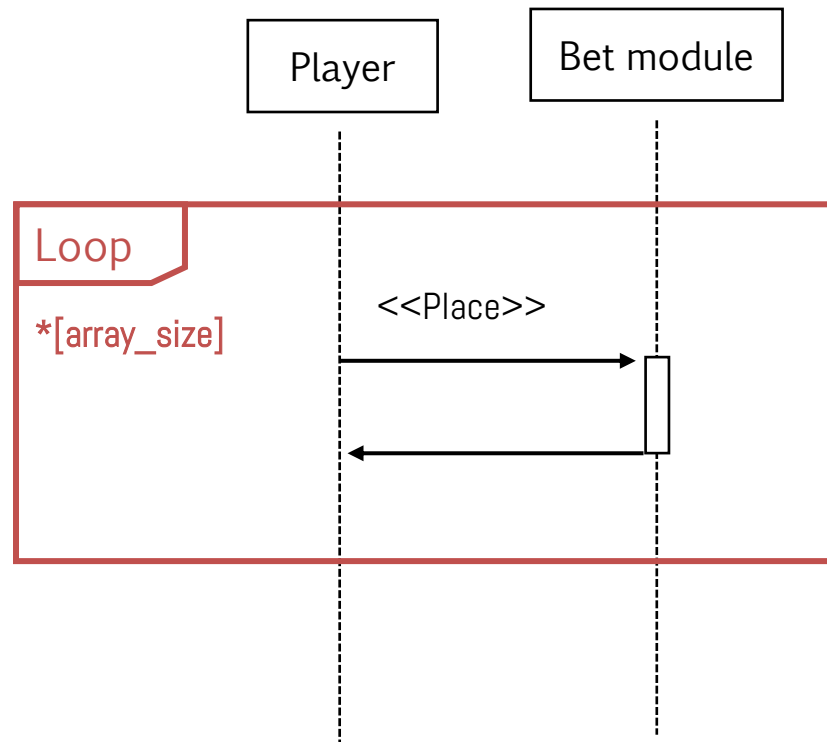 Player
Bet module
Loop
*[array_size]
<<Place>>